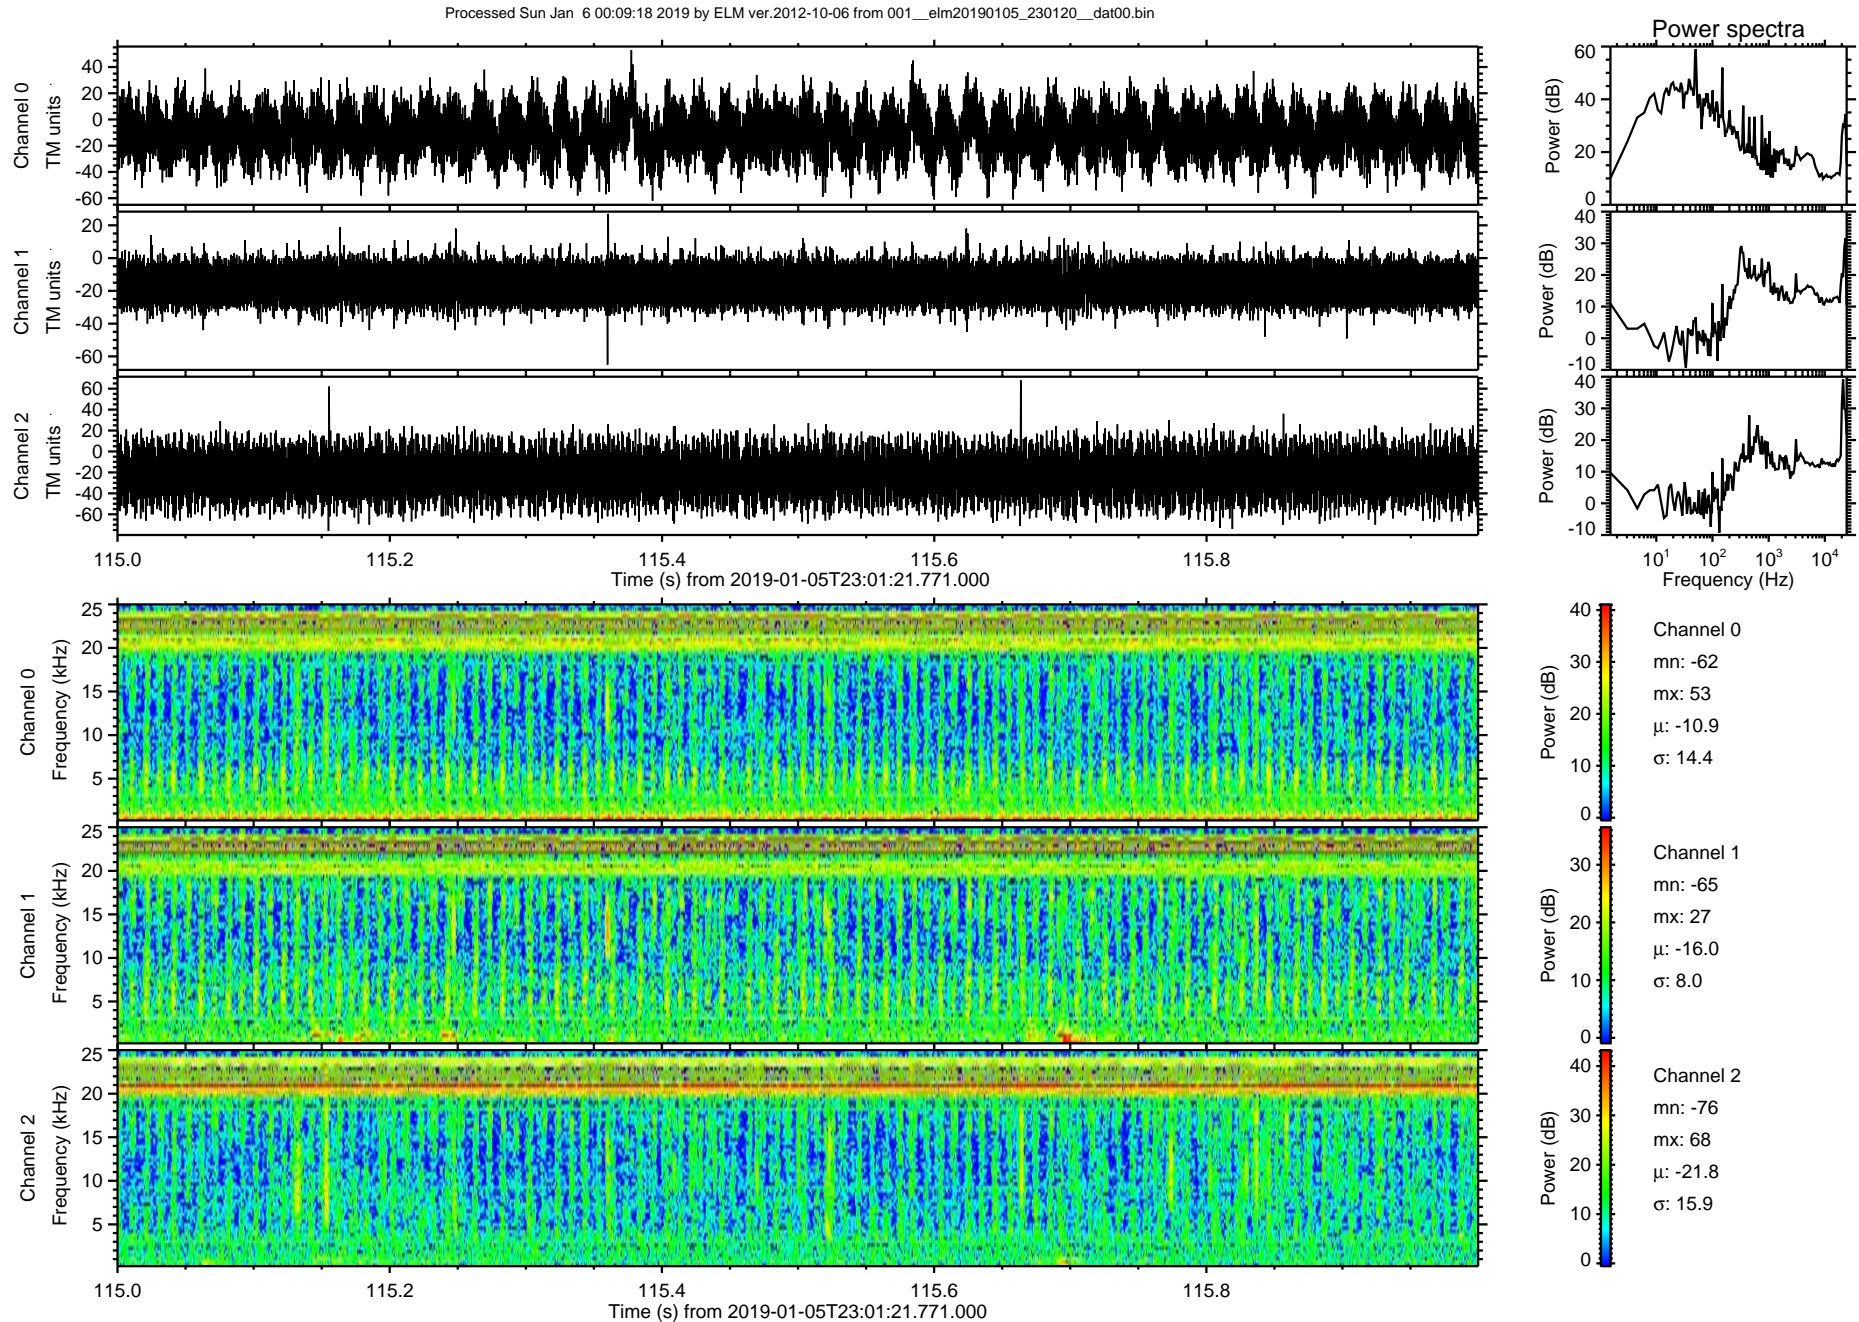 Processed Sun Jan  6 00:09:18 2019 by ELM ver.2012-10-06 from 001__elm20190105_230120__dat00.bin
Power spectra
Channel 0
TM units
40
20
0
-20
-40
-60
Power (dB)
60
40
20
0
Channel 1
TM units
20
0
-20
-40
-60
Power (dB)
40
30
20
10
0
-10
Channel 2
TM units
60
40
20
0
-20
-40
-60
Power (dB)
40
30
20
10
0
-10
115.0 115.2 115.4 115.6 115.8
Time (s) from 2019-01-05T23:01:21.771.000
10^1 10^2 10^3 10^4
Frequency (Hz)
Channel 0
Frequency (kHz)
25
20
15
10
5
Power (dB)
40
30
20
10
0
Channel 0
mn: -62
mx: 53
μ: -10.9
σ: 14.4
Channel 1
Frequency (kHz)
25
20
15
10
5
Power (dB)
30
20
10
0
Channel 1
mn: -65
mx: 27
μ: -16.0
σ: 8.0
Channel 2
Frequency (kHz)
25
20
15
10
5
Power (dB)
40
30
20
10
0
Channel 2
mn: -76
mx: 68
μ: -21.8
σ: 15.9
115.0 115.2 115.4 115.6 115.8
Time (s) from 2019-01-05T23:01:21.771.000